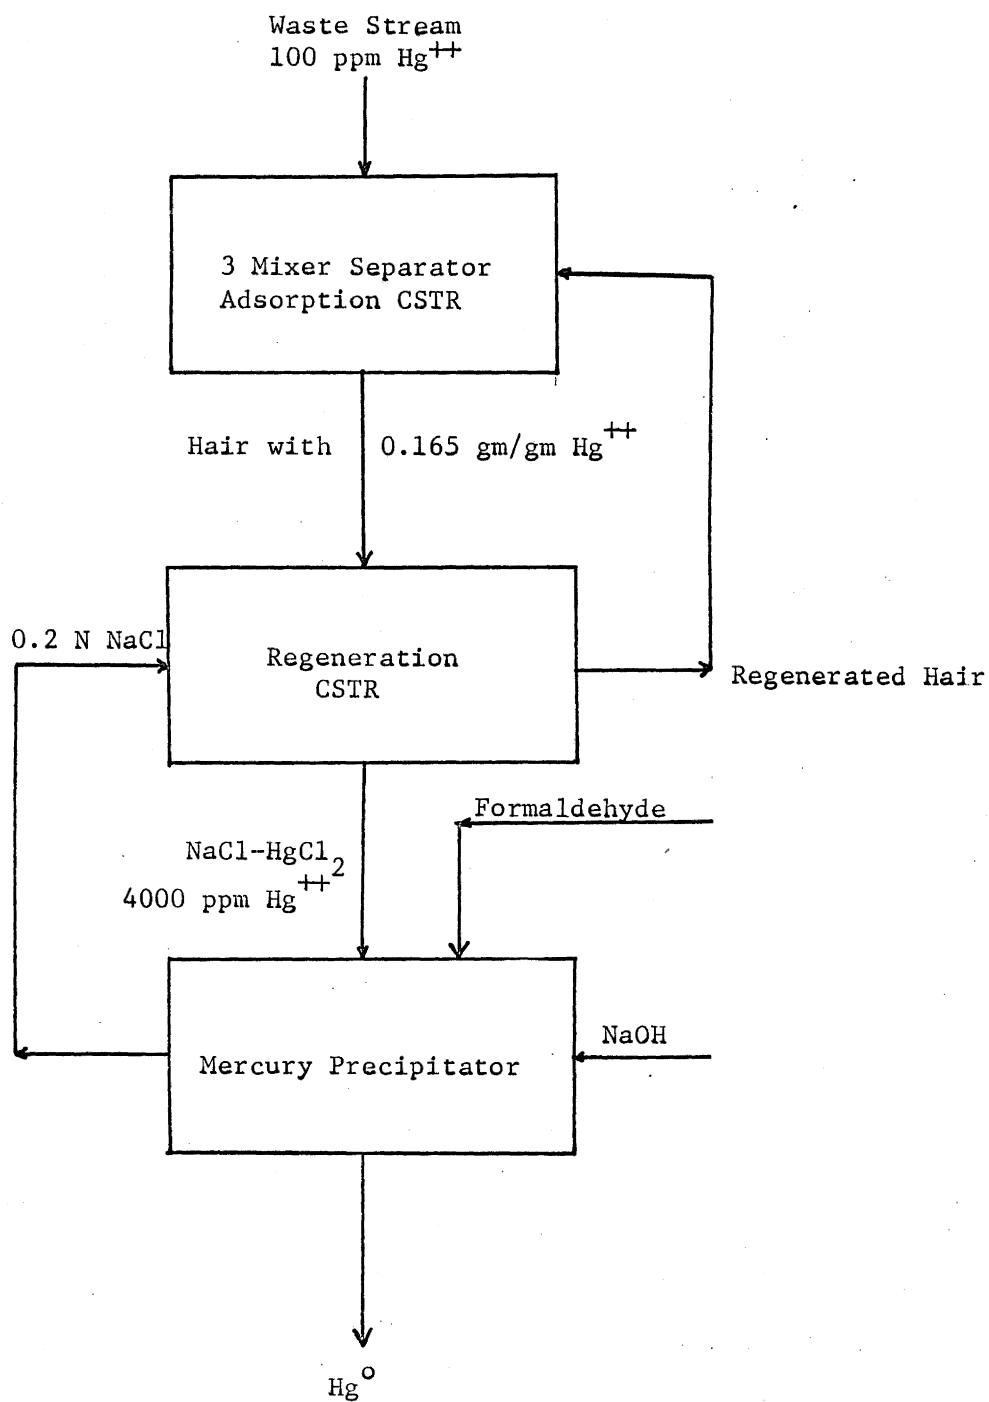 Waste Stream
100 ppm Hg++
3 Mixer Separator
Adsorption CSTR
Hair with 0.165 gm/gm Hg++
0.2 N NaCl
Regeneration
CSTR
Regenerated Hair
Formaldehyde
NaCl-HgCl2
4000 ppm Hg++
NaOH
Mercury Precipitator
Hg°